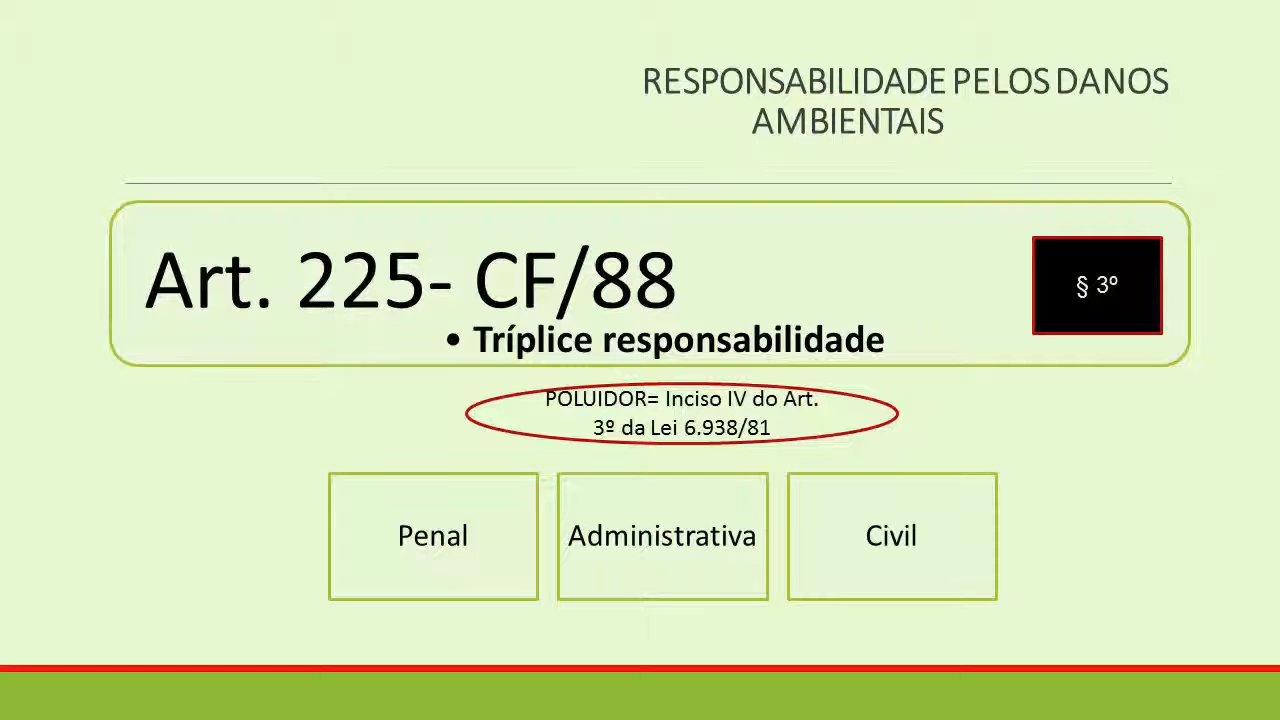 RESPONSABILIDADE PELOS DANOS
AMBIENTAIS
Art. 225- CF/88
§ 3º
• Tríplice responsabilidade
POLUIDOR= Inciso IV do Art.
3º da Lei 6.938/81
Penal
Administrativa
Civil